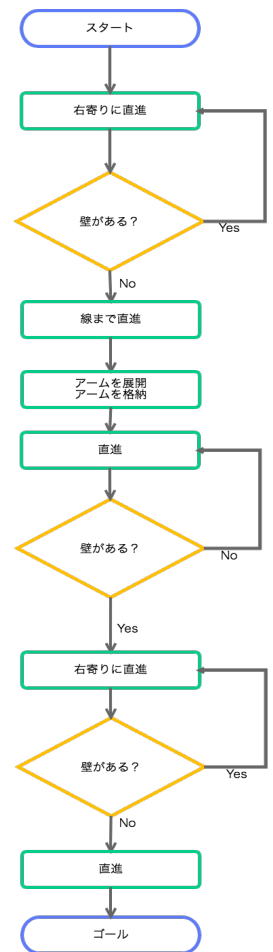 スタート
右寄りに直進
壁がある？
Yes
No
線まで直進
アームを展開
アームを格納
直進
壁がある？
No
Yes
右寄りに直進
壁がある？
Yes
No
直進
ゴール